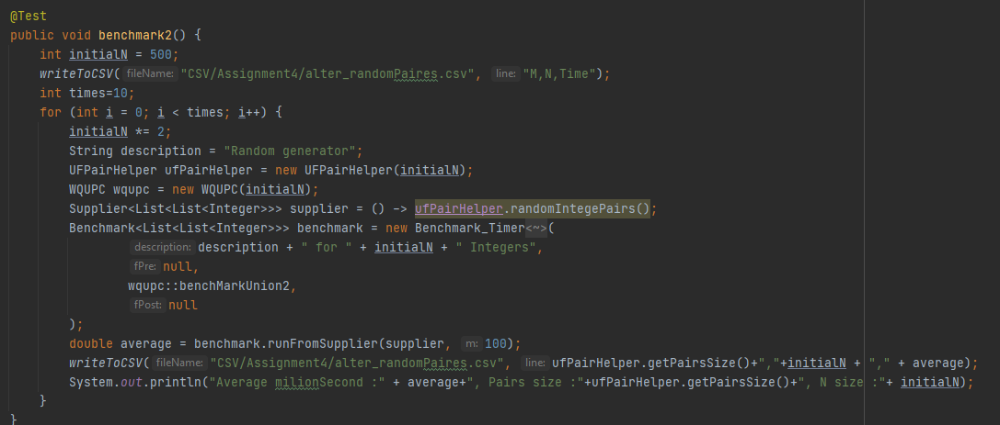 @Test
public void benchmark2() {
int initialN = 500;
writeToCSV( fileName: "CSV/Assignment4/alter_randomPaires.csv", line: "M,N,Time");
int times=10;
for (int i = 0; i < times; i++) {
initialN *= 2;
String description = "Random generator";
UFPairHelper ufPairHelper = new UFPairHelper(initialN);
WQUPC wqupc = new WQUPC(initialN);
Supplier<List<List<Integer>>> supplier = () -> ufPairHelper.randomIntegePairs();
Benchmark<List<List<Integer>>> benchmark = new Benchmark_Timer<~>(
description: description + " for " + initialN + " Integers",
fPre: null,
wqupc::benchMarkUnion2,
fPost: null
);
double average = benchmark.runFromSupplier(supplier, m: 100);
writeToCSV( fileName: "CSV/Assignment4/alter_randomPaires.csv", line: ufPairHelper.getPairsSize()+","+initialN + "," + average);
System.out.println("Average milionSecond :" + average+", Pairs size :"+ufPairHelper.getPairsSize()+", N size :"+ initialN);
}
}